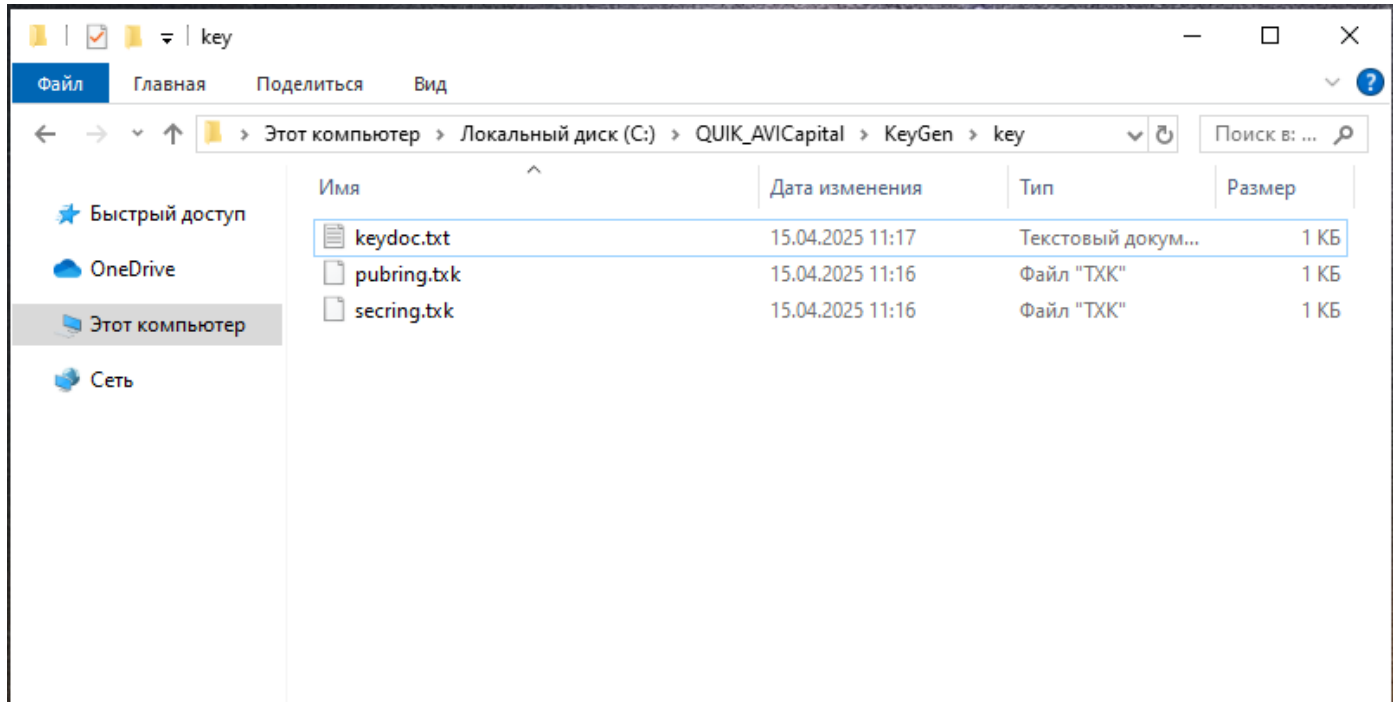 key
Файл Главная Поделиться Вид
Этот компьютер > Локальный диск (C:) > QUIK_AVICapital > KeyGen > key Поиск в: ...
Быстрый доступ
OneDrive
Этот компьютер
Сеть
Имя Дата изменения Тип Размер
keydoc.txt 15.04.2025 11:17 Текстовый докум... 1 КБ
pubring.txk 15.04.2025 11:16 Файл "TXK" 1 КБ
secring.txk 15.04.2025 11:16 Файл "TXK" 1 КБ